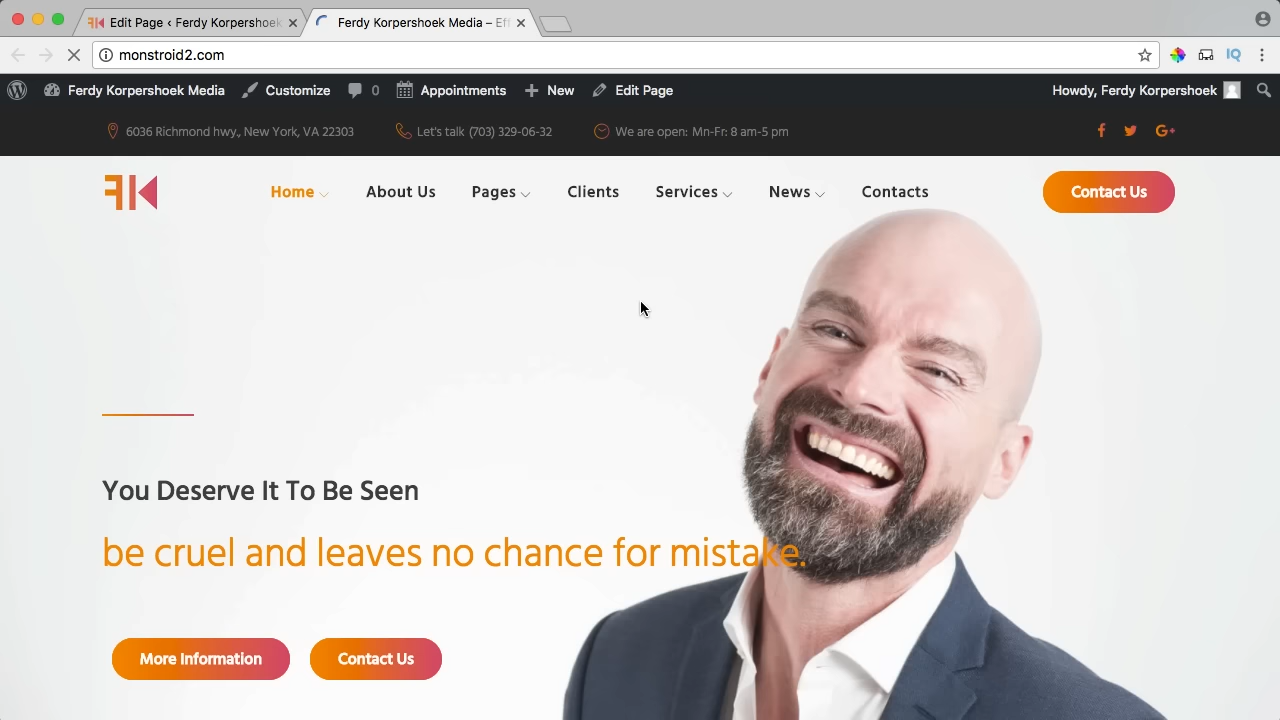 Edit Page ‹ Ferdy Korpershoek
Ferdy Korpershoek Media – Eff
monstroid2.com
Ferdy Korpershoek Media
Customize
0
Appointments
New
Edit Page
Howdy, Ferdy Korpershoek
6036 Richmond hwy., New York, VA 22303
Let's talk (703) 329-06-32
We are open: Mn-Fr: 8 am-5 pm
Home
About Us
Pages
Clients
Services
News
Contacts
Contact Us
You Deserve It To Be Seen
be cruel and leaves no chance for mistake.
More Information
Contact Us